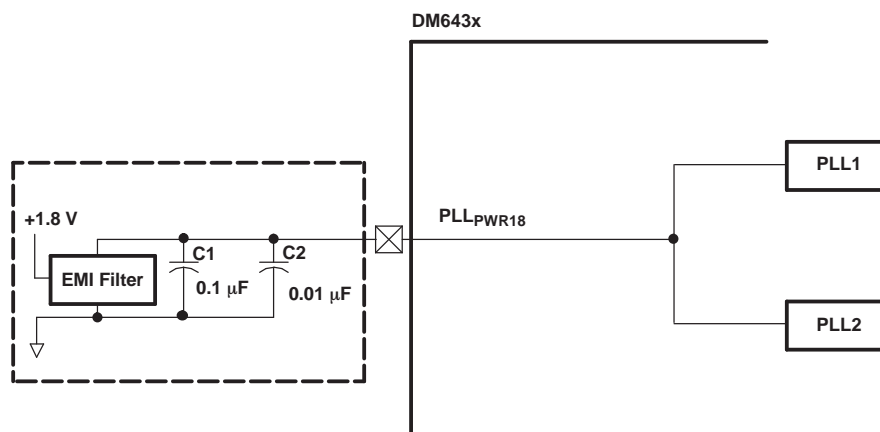 DM643x
PLL1
+1.8 V
PLLPWR18
C1
C2
EMI Filter
0.1 μF
0.01 μF
PLL2